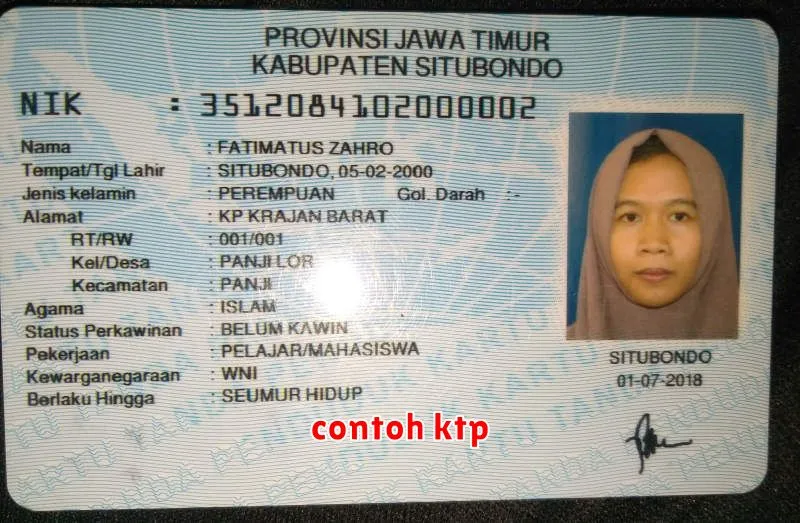 PROVINSI JAWA TIMUR
KABUPATEN SITUBONDO
NIK : 3512084102000002
Nama : FATIMATUS ZAHRO
Tempat/Tgl Lahir : SITUBONDO, 05-02-2000
Jenis kelamin : PEREMPUAN Gol. Darah : -
Alamat : KP KRAJAN BARAT
RT/RW : 001/001
Kel/Desa : PANJI LOR
Kecamatan : PANJI
Agama : ISLAM
Status Perkawinan : BELUM KAWIN
Pekerjaan : PELAJAR/MAHASISWA
Kewarganegaraan : WNI
Berlaku Hingga : SEUMUR HIDUP
SITUBONDO
01-07-2018
contoh ktp